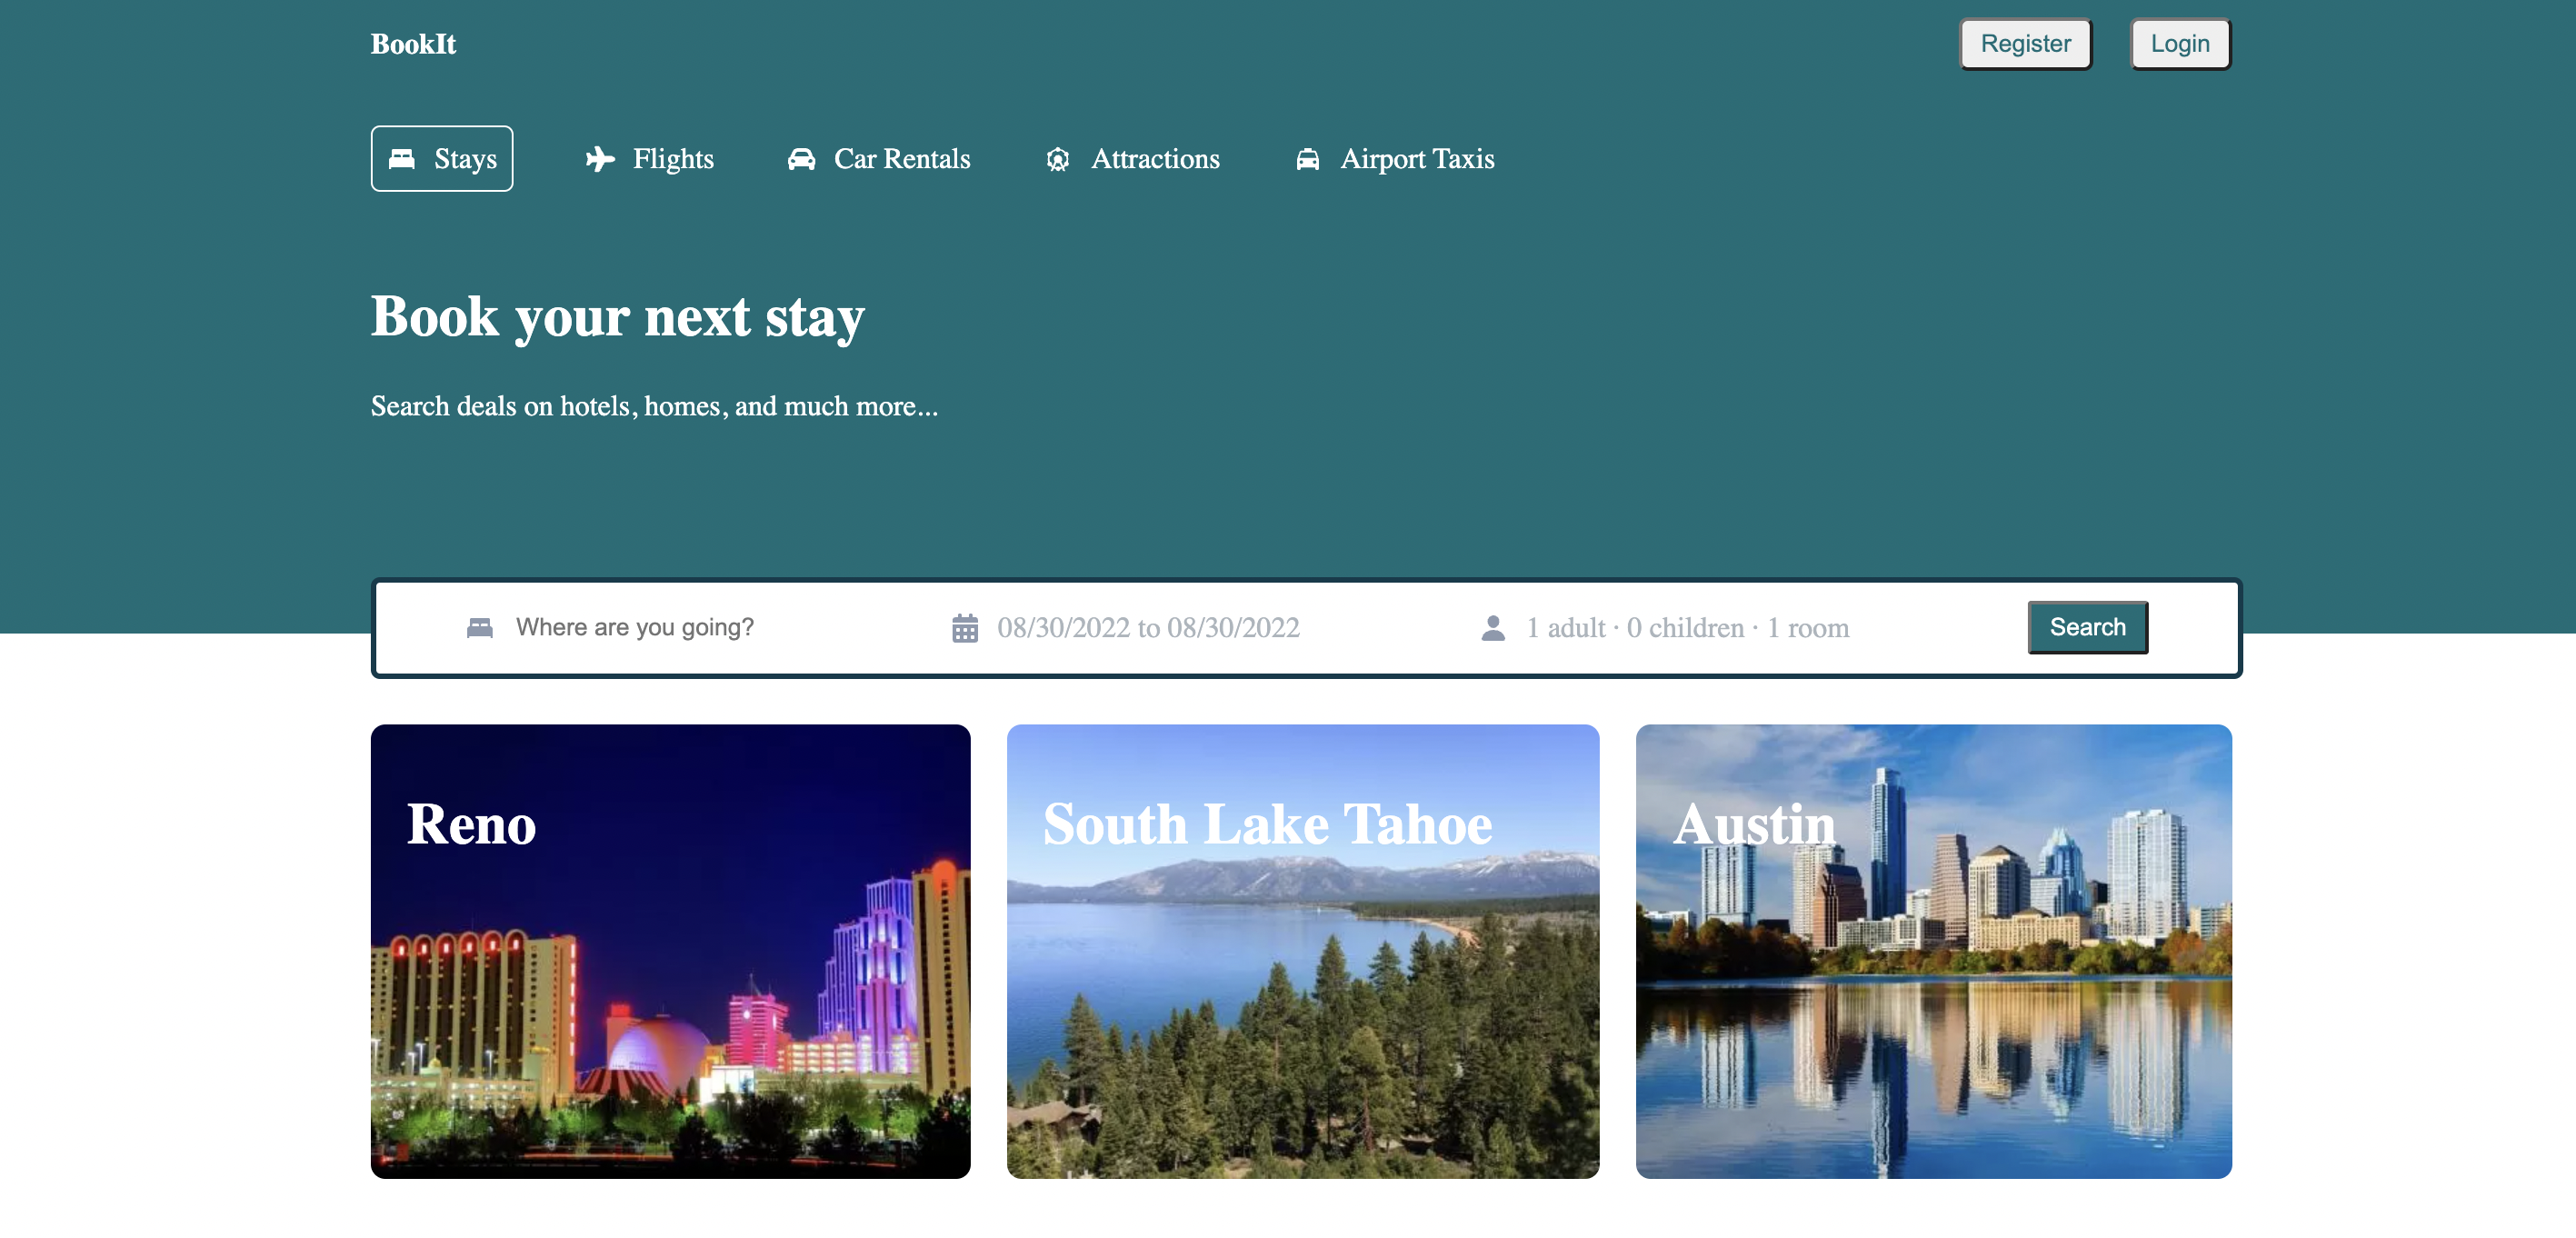 BookIt Register Login
Stays Flights Car Rentals Attractions Airport Taxis
Book your next stay
Search deals on hotels, homes, and much more...
Where are you going? 08/30/2022 to 08/30/2022 1 adult · 0 children · 1 room Search
Reno South Lake Tahoe Austin